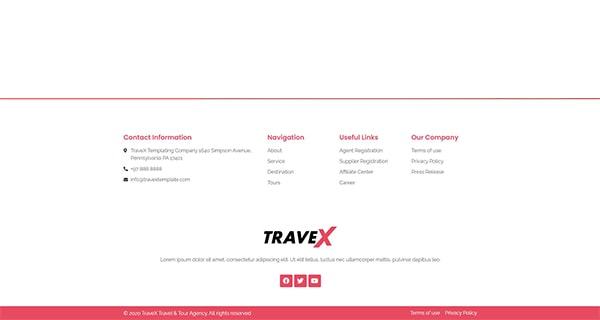 Contact Information
TraveX Templating Company 1640 Simpson Avenue,
Pennsylvania PA 17401
+97 888 8888
info@travextemplate.com
Navigation
About
Service
Destination
Tours
Useful Links
Agent Registration
Supplier Registration
Affiliate Center
Career
Our Company
Terms of use
Privacy Policy
Press Release
TRAVEX
Lorem ipsum dolor sit amet, consectetur adipiscing elit. Ut elit tellus, luctus nec ullamcorper mattis, pulvinar dapibus leo.
© 2020 TraveX Travel & Tour Agency. All rights reserved
Terms of use Privacy Policy